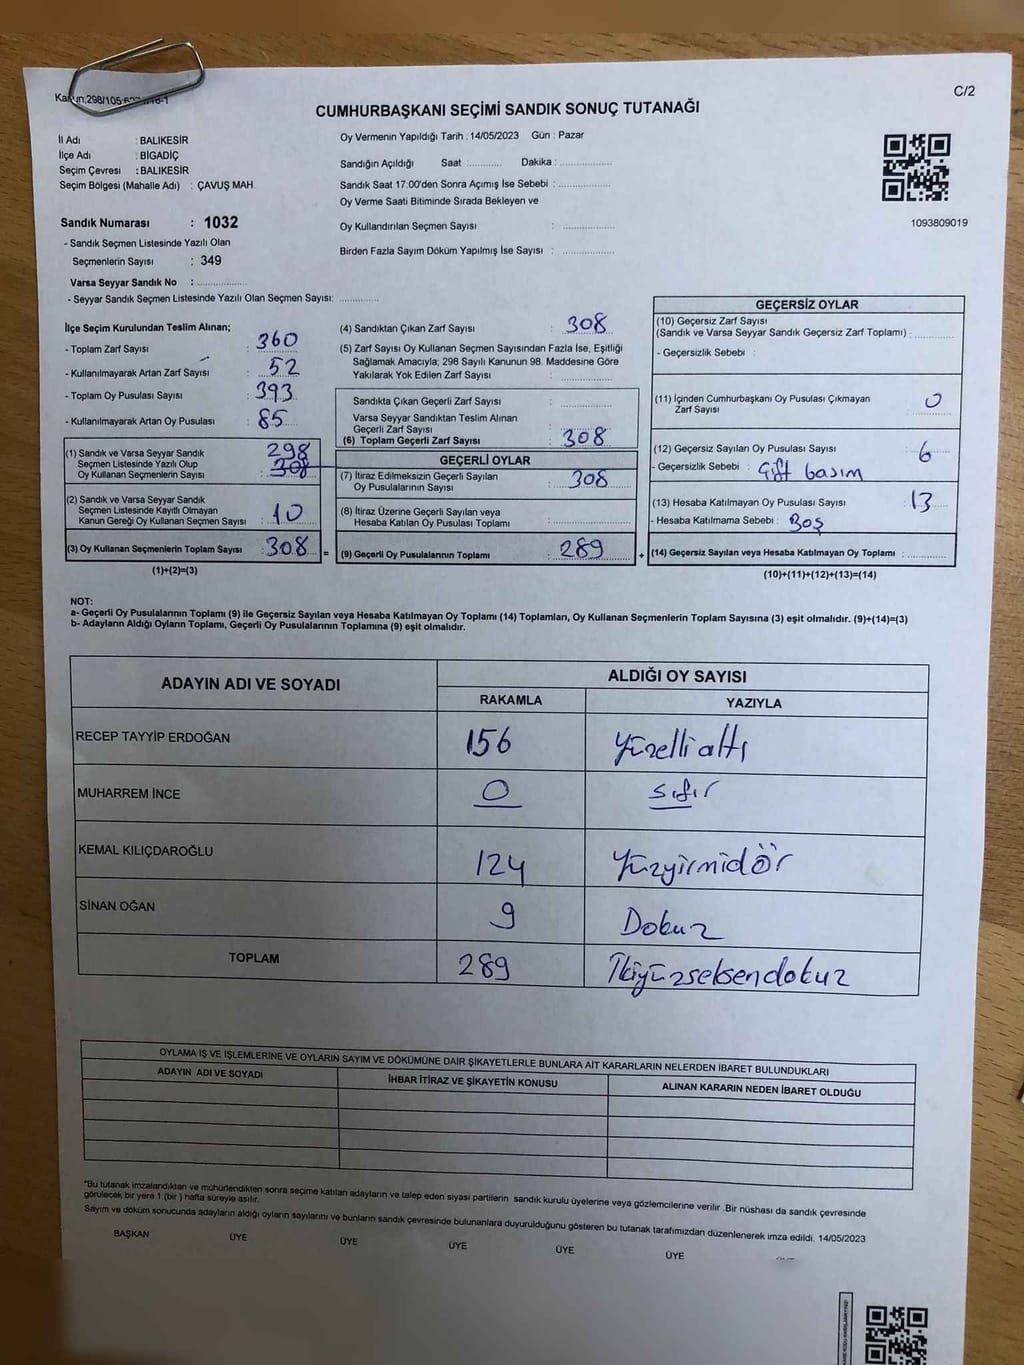 C/2
CUMHURBAŞKANI SEÇİMİ SANDIK SONUÇ TUTANAĞI
İl Adı : BALIKESİR
İlçe Adı : BİGADİÇ
Seçim Çevresi : BALIKESİR
Seçim Bölgesi (Mahalle Adı) : ÇAVUŞ MAH.
Sandık Numarası : 1032
- Sandık Seçmen Listesinde Yazılı Olan
Seçmenlerin Sayısı : 349
Varsa Seyyar Sandık No :
- Seyyar Sandık Seçmen Listesinde Yazılı Olan Seçmen Sayısı:
Oy Vermenin Yapıldığı Tarih : 14/05/2023 Gün : Pazar
Sandığın Açıldığı Saat : Dakika :
Sandık Saat 17:00'den Sonra Açımış İse Sebebi :
Oy Verme Saati Bitiminde Sırada Bekleyen ve
Oy Kullandırılan Seçmen Sayısı :
Birden Fazla Sayım Döküm Yapılmış İse Sayısı :
1093809019
İlçe Seçim Kurulundan Teslim Alınan;
- Toplam Zarf Sayısı : 360
- Kullanılmayarak Artan Zarf Sayısı : 52
- Toplam Oy Pusulası Sayısı : 393
- Kullanılmayarak Artan Oy Pusulası : 85
(1) Sandık ve Varsa Seyyar Sandık 298
Seçmen Listesinde Yazılı Olup
Oy Kullanan Seçmenlerin Sayısı : 308
(2) Sandık ve Varsa Seyyar Sandık
Seçmen Listesinde Kayıtlı Olmayan
Kanun Gereği Oy Kullanan Seçmen Sayısı : 10
(3) Oy Kullanan Seçmenlerin Toplam Sayısı : 308 =
(1)+(2)=(3)
(4) Sandıktan Çıkan Zarf Sayısı : 308
(5) Zarf Sayısı Oy Kullanan Seçmen Sayısından Fazla İse, Eşitliği
Sağlamak Amacıyla; 298 Sayılı Kanunun 98. Maddesine Göre
Yakılarak Yok Edilen Zarf Sayısı :
Sandıkta Çıkan Geçerli Zarf Sayısı :
Varsa Seyyar Sandıktan Teslim Alınan
Geçerli Zarf Sayısı :
(6) Toplam Geçerli Zarf Sayısı : 308
GEÇERLİ OYLAR
(7) İtiraz Edilmeksizin Geçerli Sayılan
Oy Pusulalarının Sayısı : 308
(8) İtiraz Üzerine Geçerli Sayılan veya
Hesaba Katılan Oy Pusulası Toplamı :
(9) Geçerli Oy Pusulalarının Toplamı : 289 +
GEÇERSİZ OYLAR
(10) Geçersiz Zarf Sayısı
(Sandık ve Varsa Seyyar Sandık Geçersiz Zarf Toplamı) :
- Geçersizlik Sebebi :
(11) İçinden Cumhurbaşkanı Oy Pusulası Çıkmayan
Zarf Sayısı : 0
(12) Geçersiz Sayılan Oy Pusulası Sayısı : 6
- Geçersizlik Sebebi : Çift basım
(13) Hesaba Katılmayan Oy Pusulası Sayısı : 13
- Hesaba Katılmama Sebebi : Boş
(14) Geçersiz Sayılan veya Hesaba Katılmayan Oy Toplamı :
(10)+(11)+(12)+(13)=(14)
NOT:
a- Geçerli Oy Pusulalarının Toplamı (9) ile Geçersiz Sayılan veya Hesaba Katılmayan Oy Toplamı (14) Toplamları, Oy Kullanan Seçmenlerin Toplam Sayısına (3) eşit olmalıdır. (9)+(14)=(3)
b- Adayların Aldığı Oyların Toplamı, Geçerli Oy Pusulalarının Toplamına (9) eşit olmalıdır.
ADAYIN ADI VE SOYADI ALDIĞI OY SAYISI
RAKAMLA YAZIYLA
RECEP TAYYİP ERDOĞAN 156 Yüzellialtı
MUHARREM İNCE 0 sıfır
KEMAL KILIÇDAROĞLU 124 Yüzyirmidör
SİNAN OĞAN 9 Dokuz
TOPLAM 289 İkiyüzseksendokuz
OYLAMA İŞ VE İŞLEMLERİNE VE OYLARIN SAYIM VE DÖKÜMÜNE DAİR ŞİKAYETLERLE BUNLARA AİT KARARLARIN NELERDEN İBARET BULUNDUKLARI
ADAYIN ADI VE SOYADI İHBAR İTİRAZ VE ŞİKAYETİN KONUSU ALINAN KARARIN NEDEN İBARET OLDUĞU
*Bu tutanak imzalandıktan ve mühürlendikten sonra seçime katılan adayların ve talep eden siyasi partilerin sandık kurulu üyelerine veya gözlemcilerine verilir .Bir nüshası da sandık çevresinde
görülecek bir yere 1 (bir ) hafta süreyle asılır.
Sayım ve döküm sonucunda adayların aldığı oyların sayılarını ve bunların sandık çevresinde bulunanlara duyurulduğunu gösteren bu tutanak tarafımızdan düzenlenerek imza edildi. 14/05/2023
BAŞKAN ÜYE ÜYE ÜYE ÜYE ÜYE